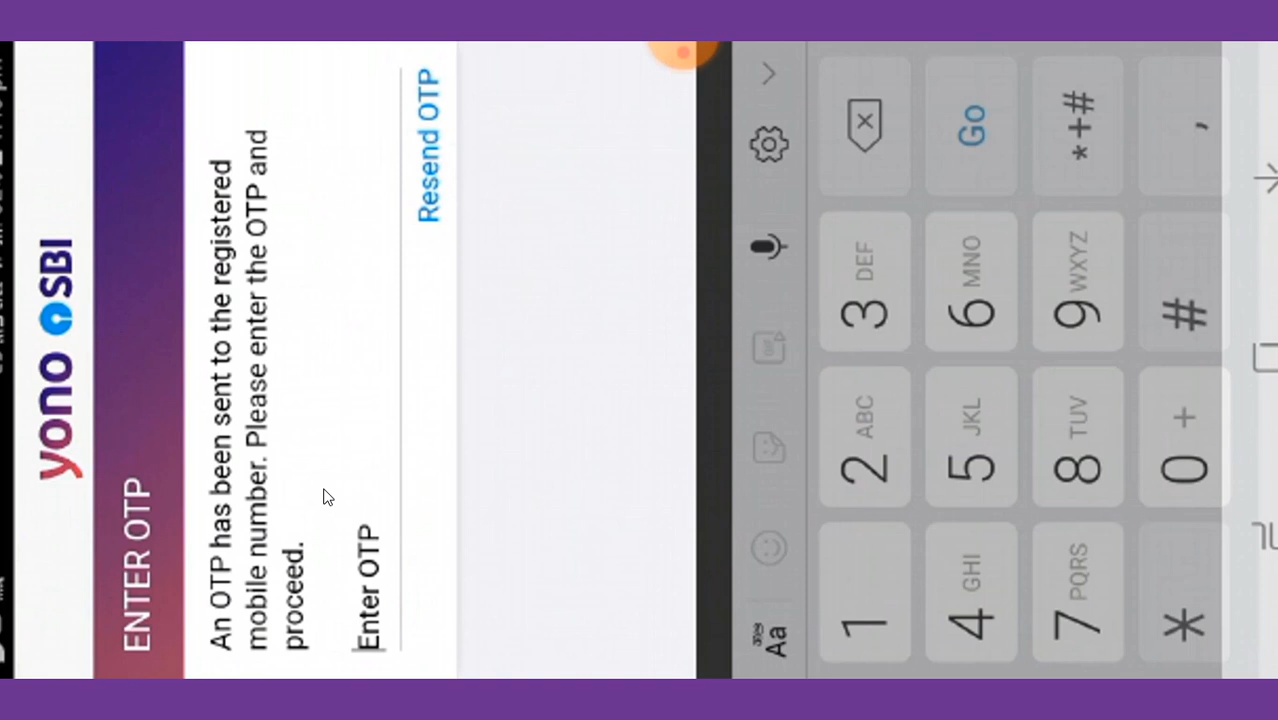 yono SBI
ENTER OTP
An OTP has been sent to the registered
mobile number. Please enter the OTP and
proceed.
Enter OTP
Resend OTP
Aa
1
2 ABC
3 DEF
4 GHI
5 JKL
6 MNO
Go
7 PQRS
8 TUV
9 WXYZ
*+#
*
0 +
#
,